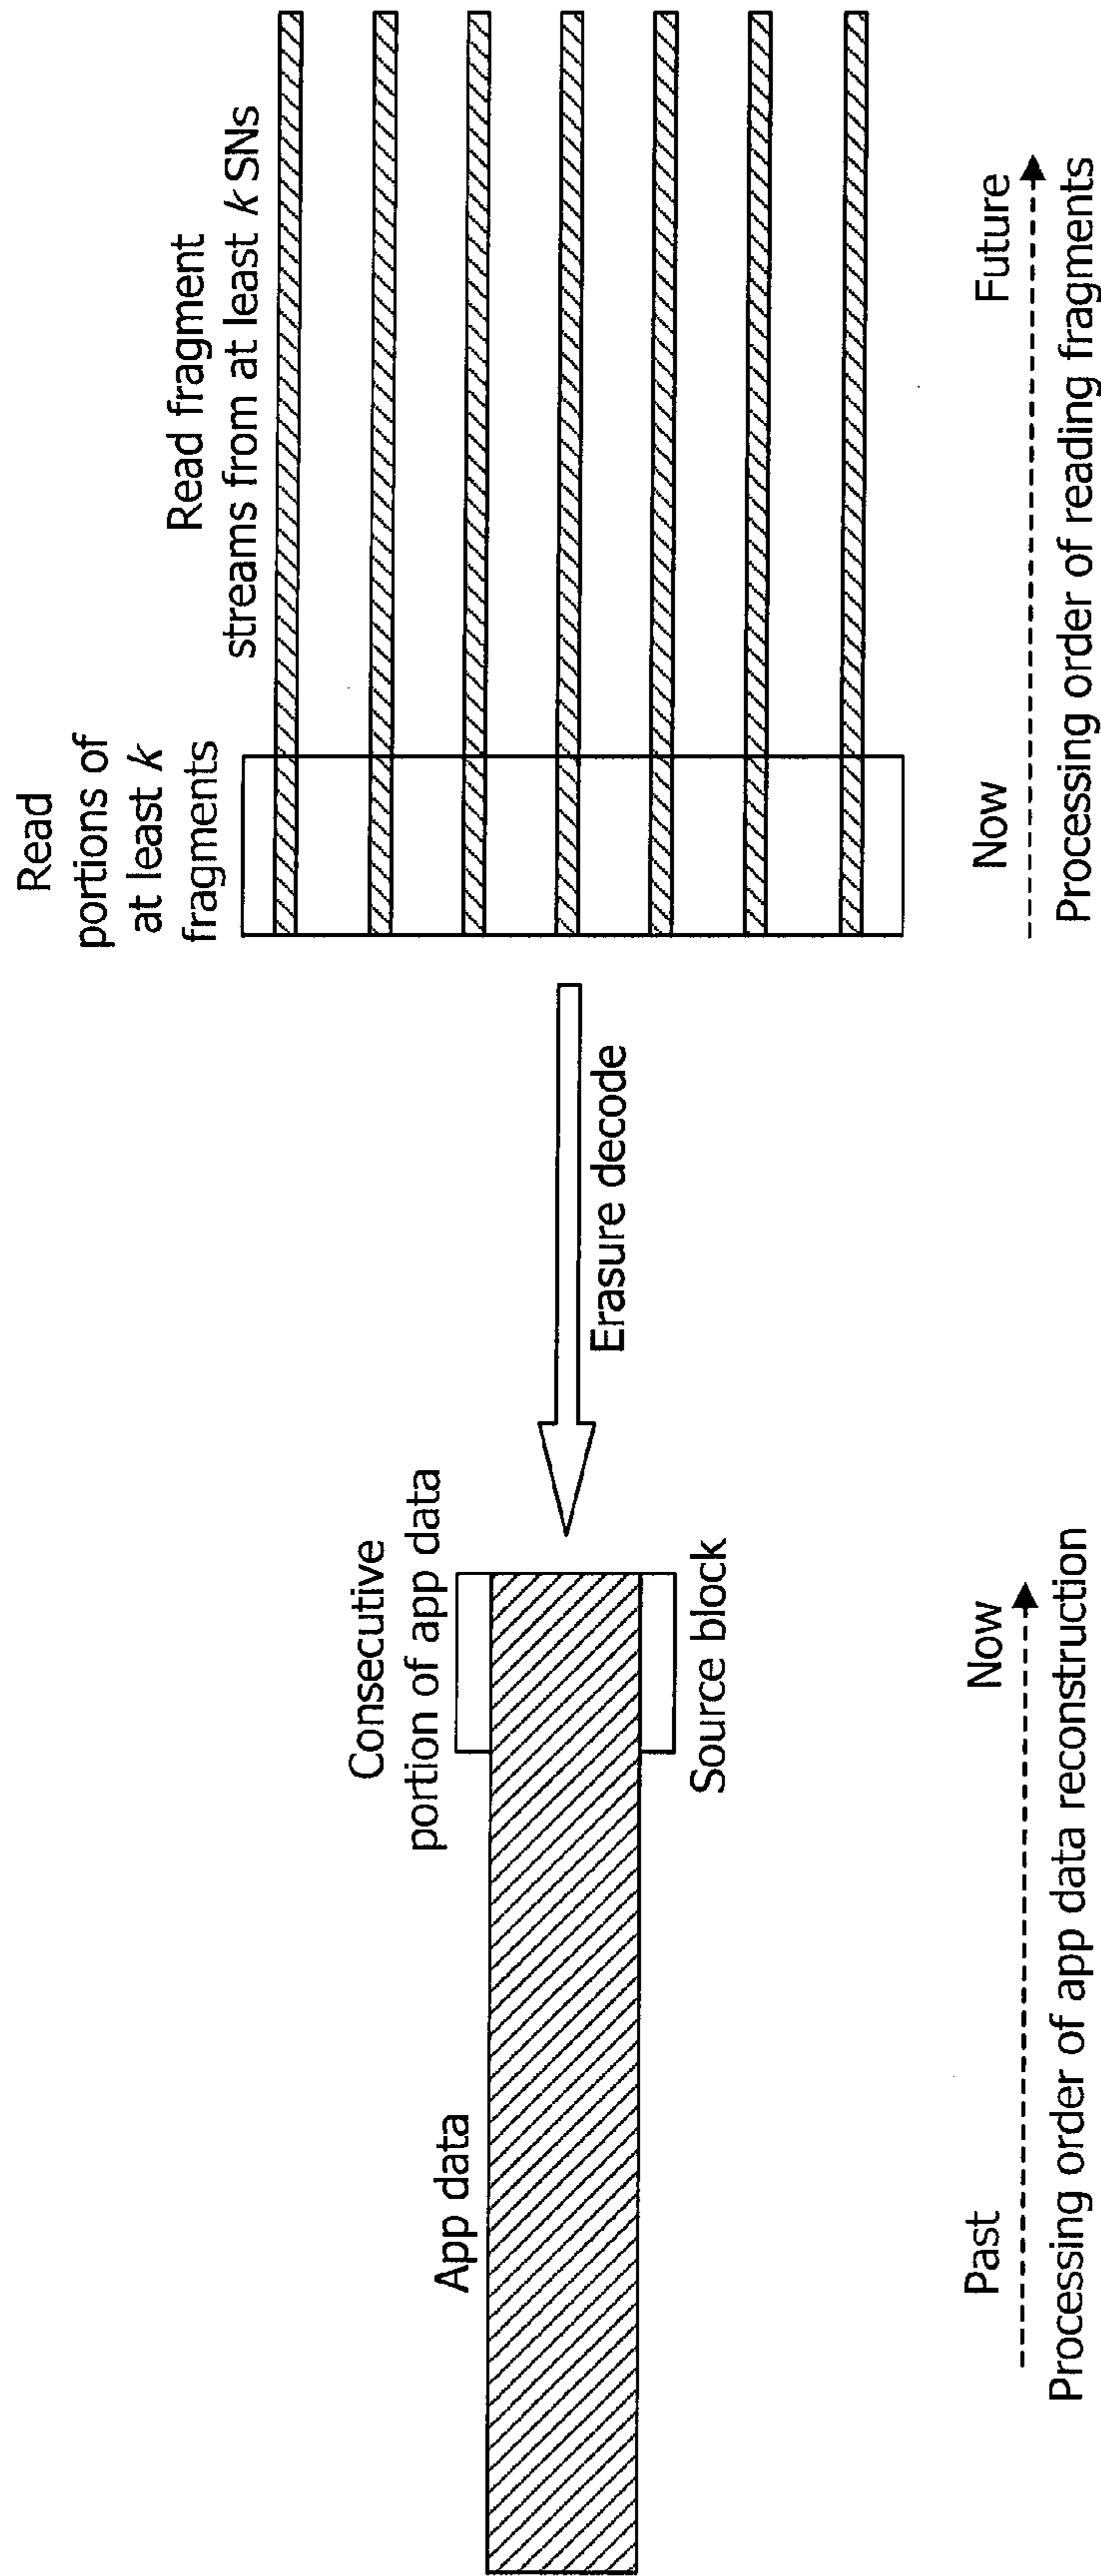 Read
portions of
at least k
fragments
Read fragment
streams from at least k SNs
Consecutive
portion of app data
App data
Erasure decode
Source block
Past
Now
Processing order of app data reconstruction
Now
Future
Processing order of reading fragments